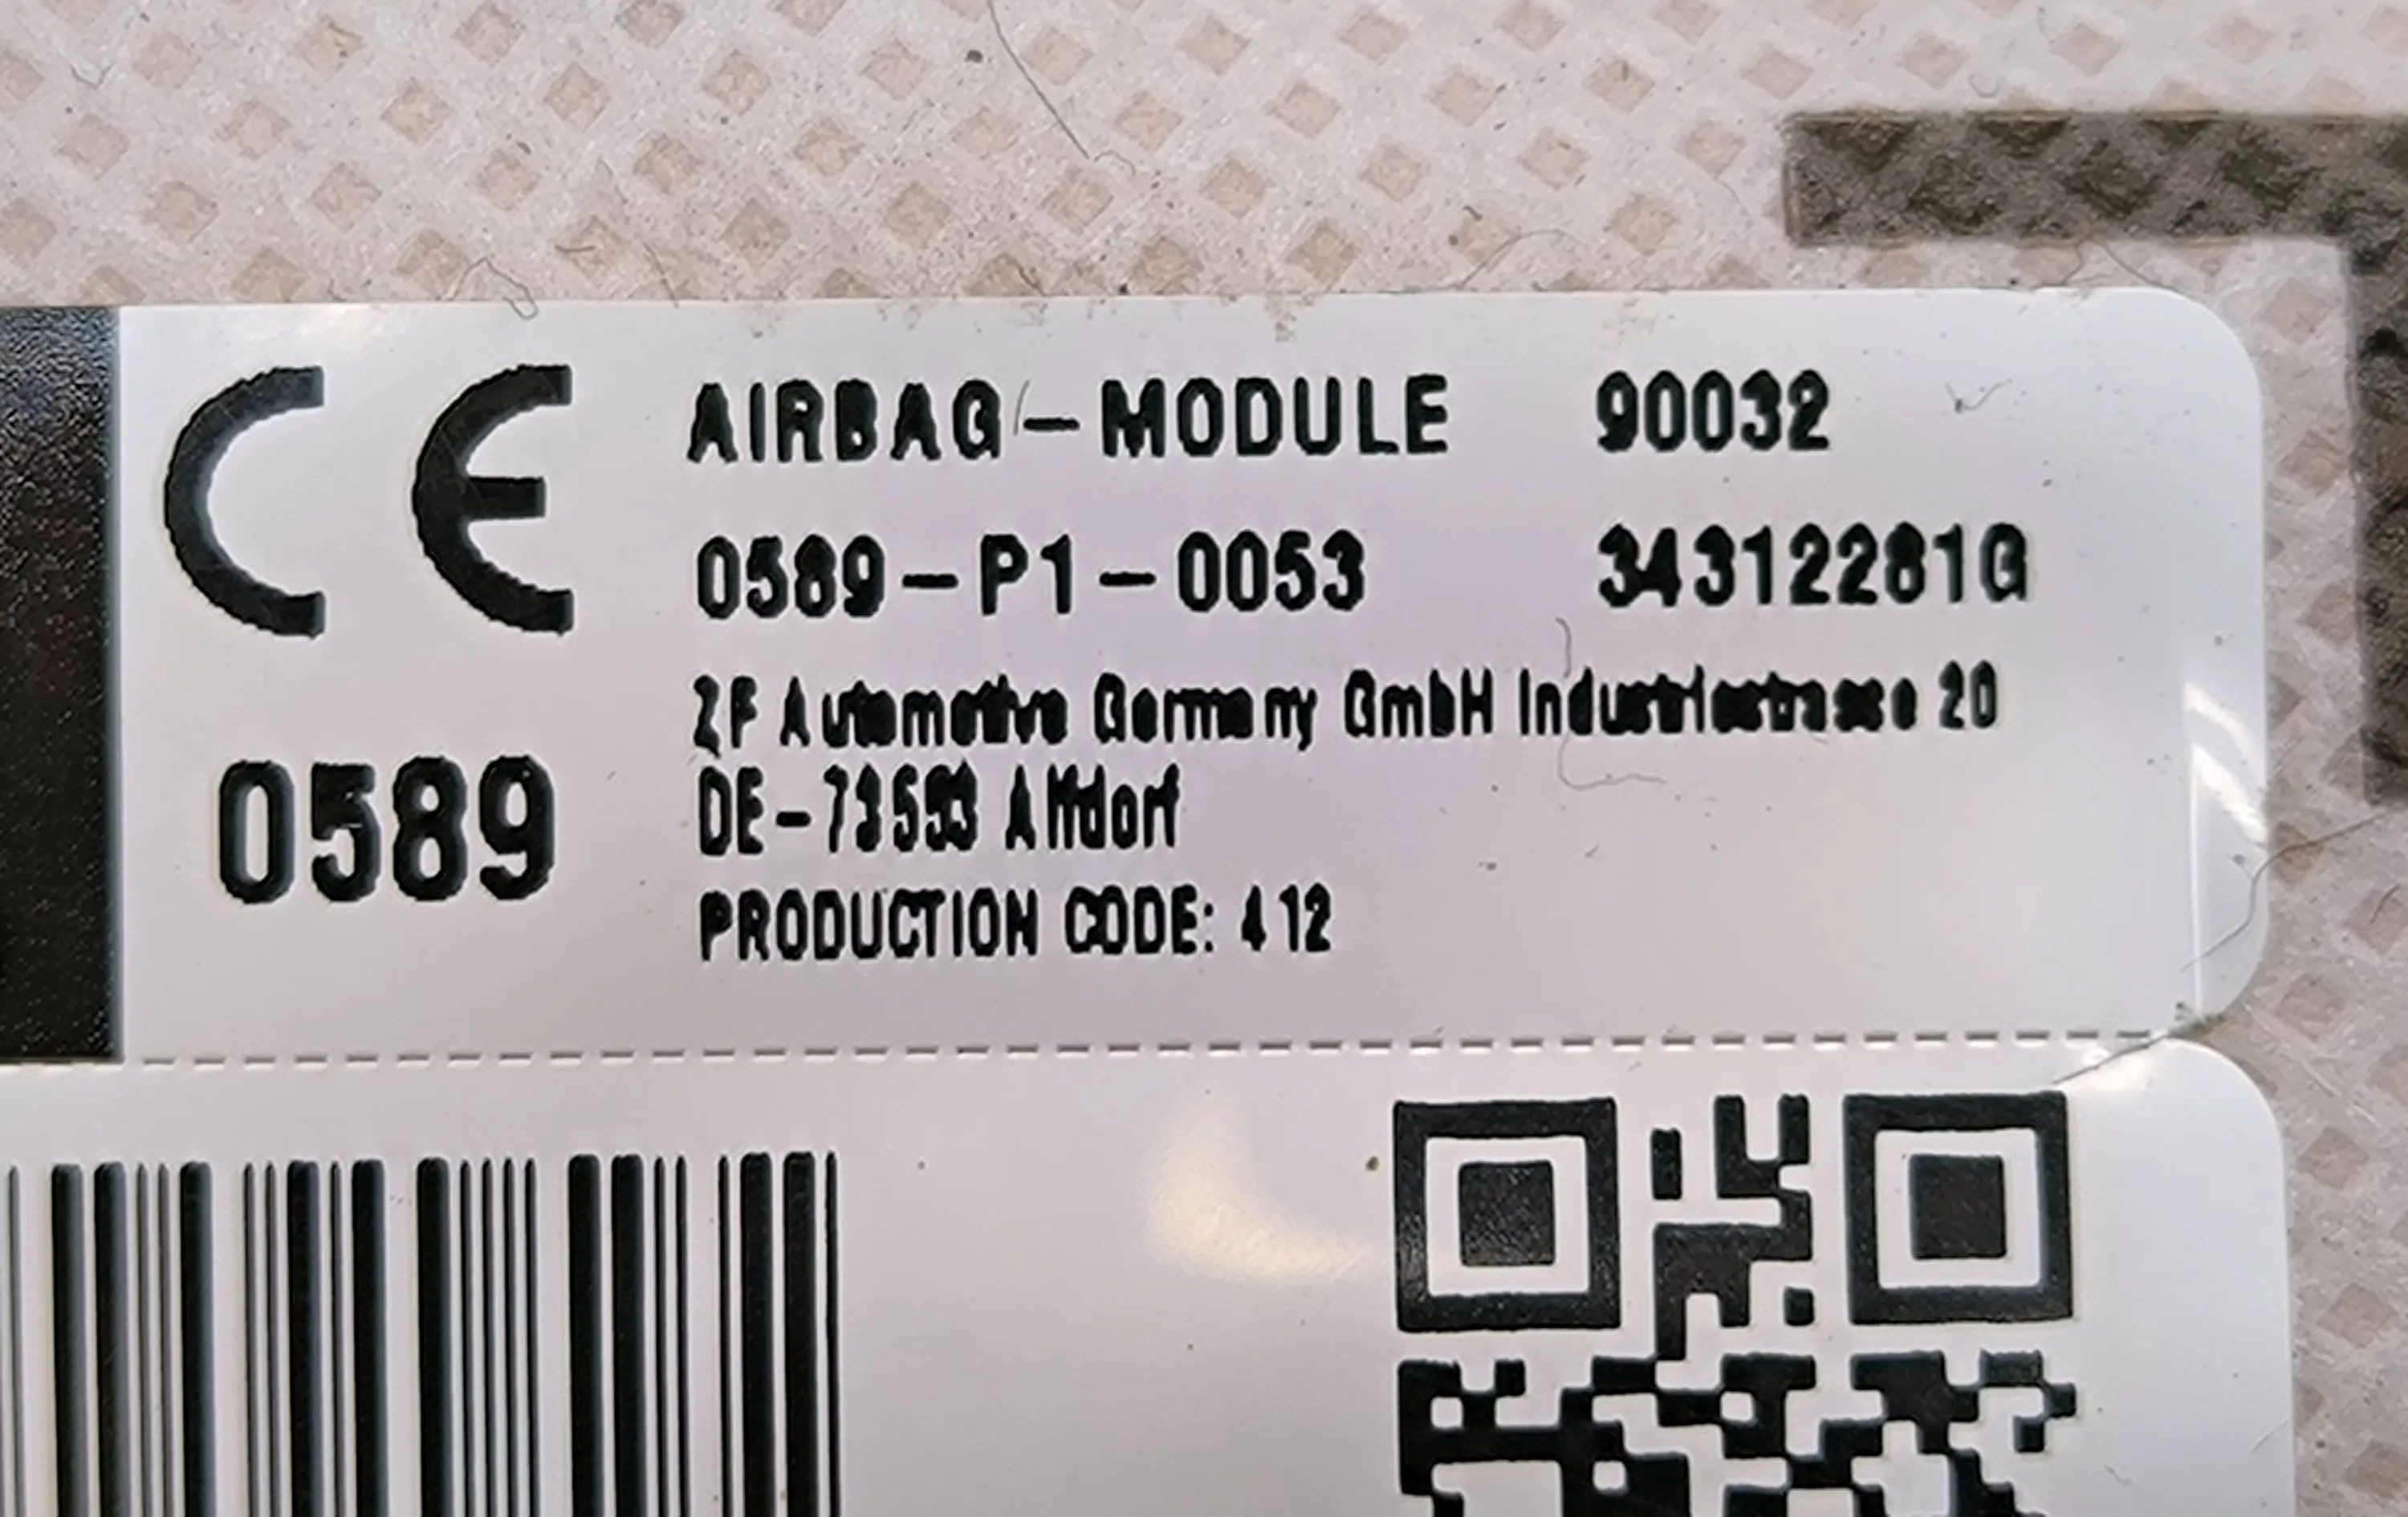 CE AIRBAG-MODULE 90032
0589-P1-0053 34312281G
ZF Automotive Germany GmbH Industriestrasse 20
0589 DE-73553 Alfdorf
PRODUCTION CODE: 412